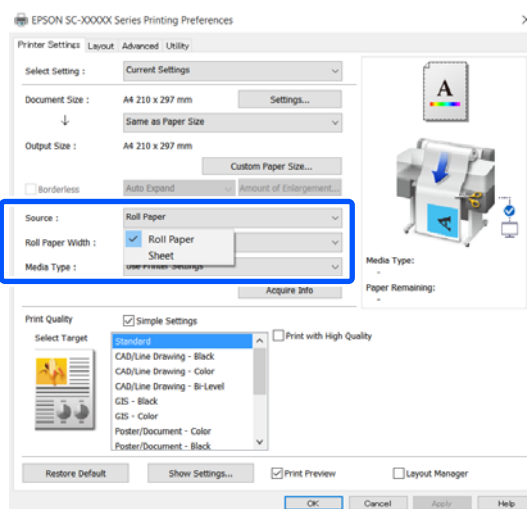 EPSON SC-XXXXX Series Printing Preferences
Printer Settings Layout Advanced Utility
Select Setting : Current Settings
Document Size : A4 210 x 297 mm Settings...
Same as Paper Size
Output Size : A4 210 x 297 mm
Custom Paper Size...
Borderless Auto Expand Amount of Enlargement...
Source : Roll Paper
Roll Paper Width : Roll Paper
Sheet
Media Type : Use Printer Settings
Acquire Info
A
Media Type:
-
Paper Remaining:
-
Print Quality Simple Settings
Select Target
Standard
CAD/Line Drawing - Black
CAD/Line Drawing - Color
CAD/Line Drawing - Bi-Level
GIS - Black
GIS - Color
Poster/Document - Color
Poster/Document - Black
Print with High Quality
Restore Default Show Settings... Print Preview Layout Manager
OK Cancel Apply Help